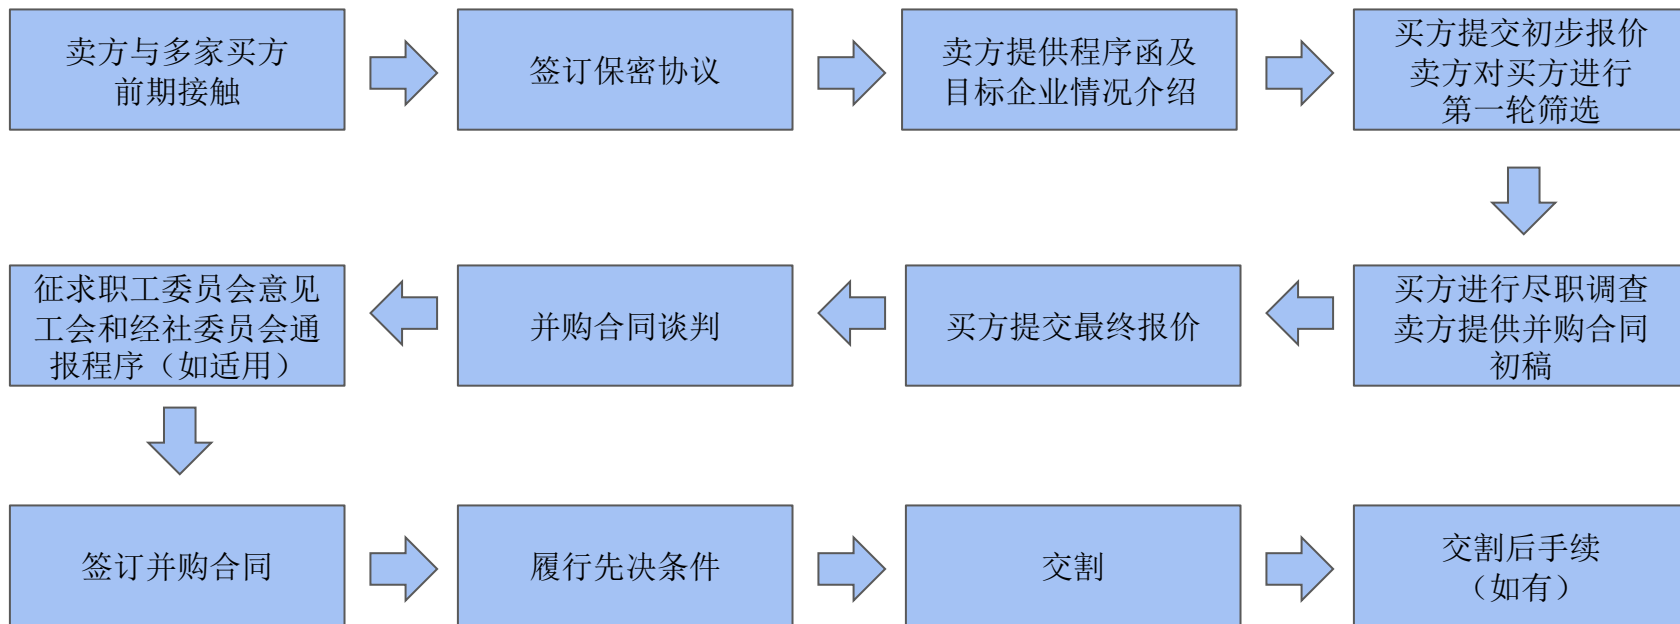 卖方与多家买方
前期接触
签订保密协议
卖方提供程序函及
目标企业情况介绍
买方提交初步报价
卖方对买方进行
第一轮筛选
买方进行尽职调查
卖方提供并购合同
初稿
买方提交最终报价
并购合同谈判
征求职工委员会意见
工会和经社委员会通
报程序（如适用）
签订并购合同
履行先决条件
交割
交割后手续
（如有）